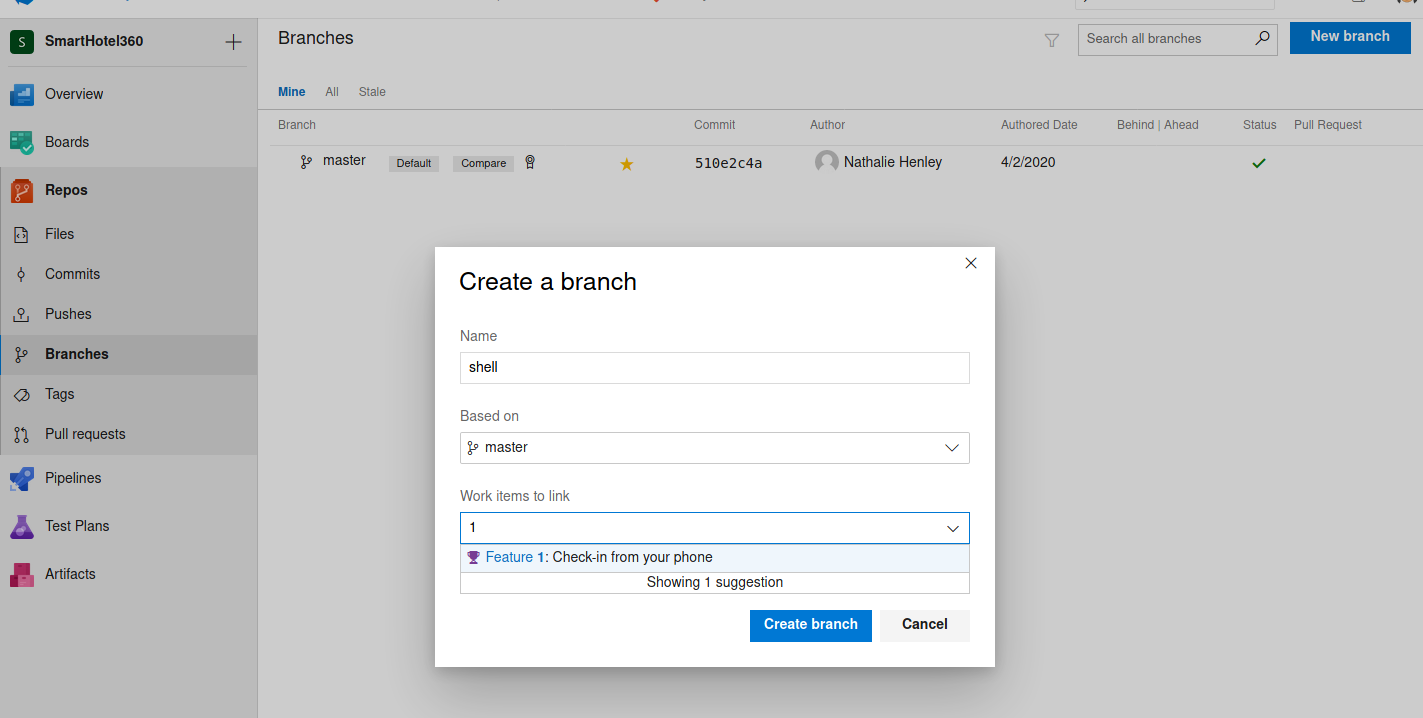 S SmartHotel360
Overview
Boards
Repos
Files
Commits
Pushes
Branches
Tags
Pull requests
Pipelines
Test Plans
Artifacts
Branches
Search all branches
New branch
Mine All Stale
Branch Commit Author Authored Date Behind | Ahead Status Pull Request
master Default Compare 510e2c4a Nathalie Henley 4/2/2020
Create a branch
Name
shell
Based on
master
Work items to link
1
Feature 1: Check-in from your phone
Showing 1 suggestion
Create branch Cancel